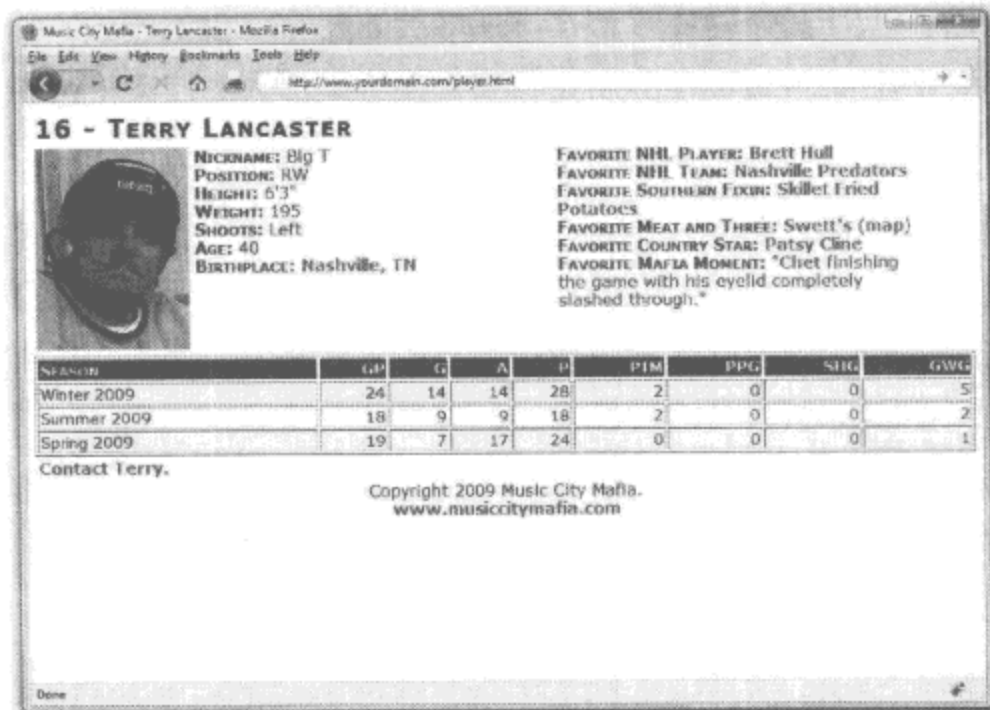 Music City Mafia - Terry Lancaster - Mozilla Firefox
File Edit View History Bookmarks Tools Help
http://www.yourdomain.com/player.html
16 - TERRY LANCASTER
NICKNAME: Big T
POSITION: RW
HEIGHT: 6'3"
WEIGHT: 195
SHOOTS: Left
AGE: 40
BIRTHPLACE: Nashville, TN
FAVORITE NHL PLAYER: Brett Hull
FAVORITE NHL TEAM: Nashville Predators
FAVORITE SOUTHERN FIXIN: Skillet Fried
Potatoes
FAVORITE MEAT AND THREE: Swett's (map)
FAVORITE COUNTRY STAR: Patsy Cline
FAVORITE MAFIA MOMENT: "Chet finishing
the game with his eyelid completely
slashed through."
SEASON GP G A P PIM PPG SHG GWG
Winter 2009 24 14 14 28 2 0 0 5
Summer 2009 18 9 9 18 2 0 0 2
Spring 2009 19 7 17 24 0 0 0 1
Contact Terry.
Copyright 2009 Music City Mafia.
www.musiccitymafia.com
Done